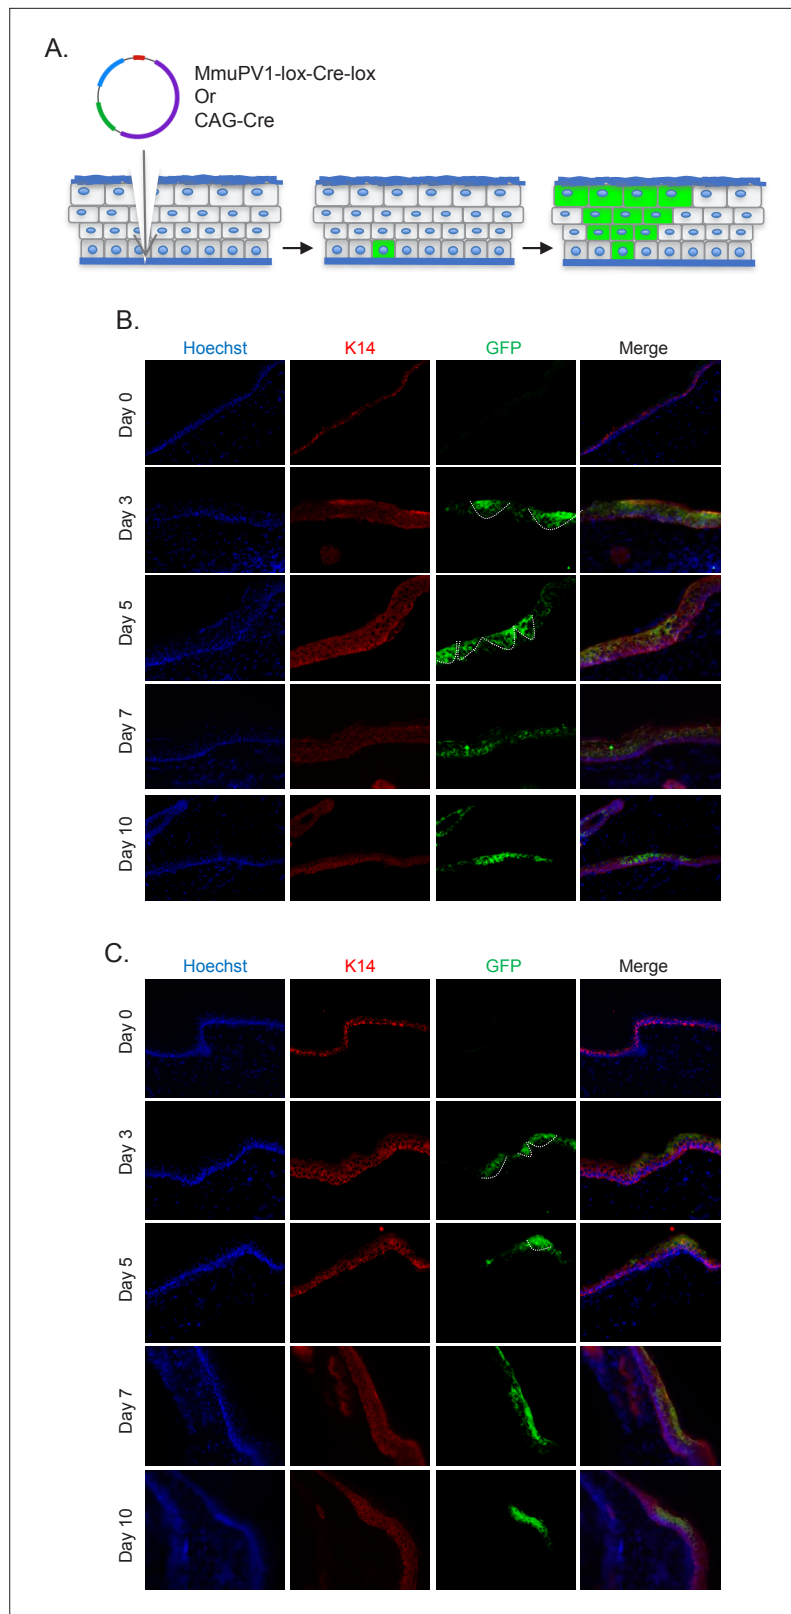 A.
MmuPV1-lox-Cre-lox
Or
CAG-Cre
B.
Hoechst K14 GFP Merge
Day 0
Day 3
Day 5
Day 7
Day 10
C.
Hoechst K14 GFP Merge
Day 0
Day 3
Day 5
Day 7
Day 10